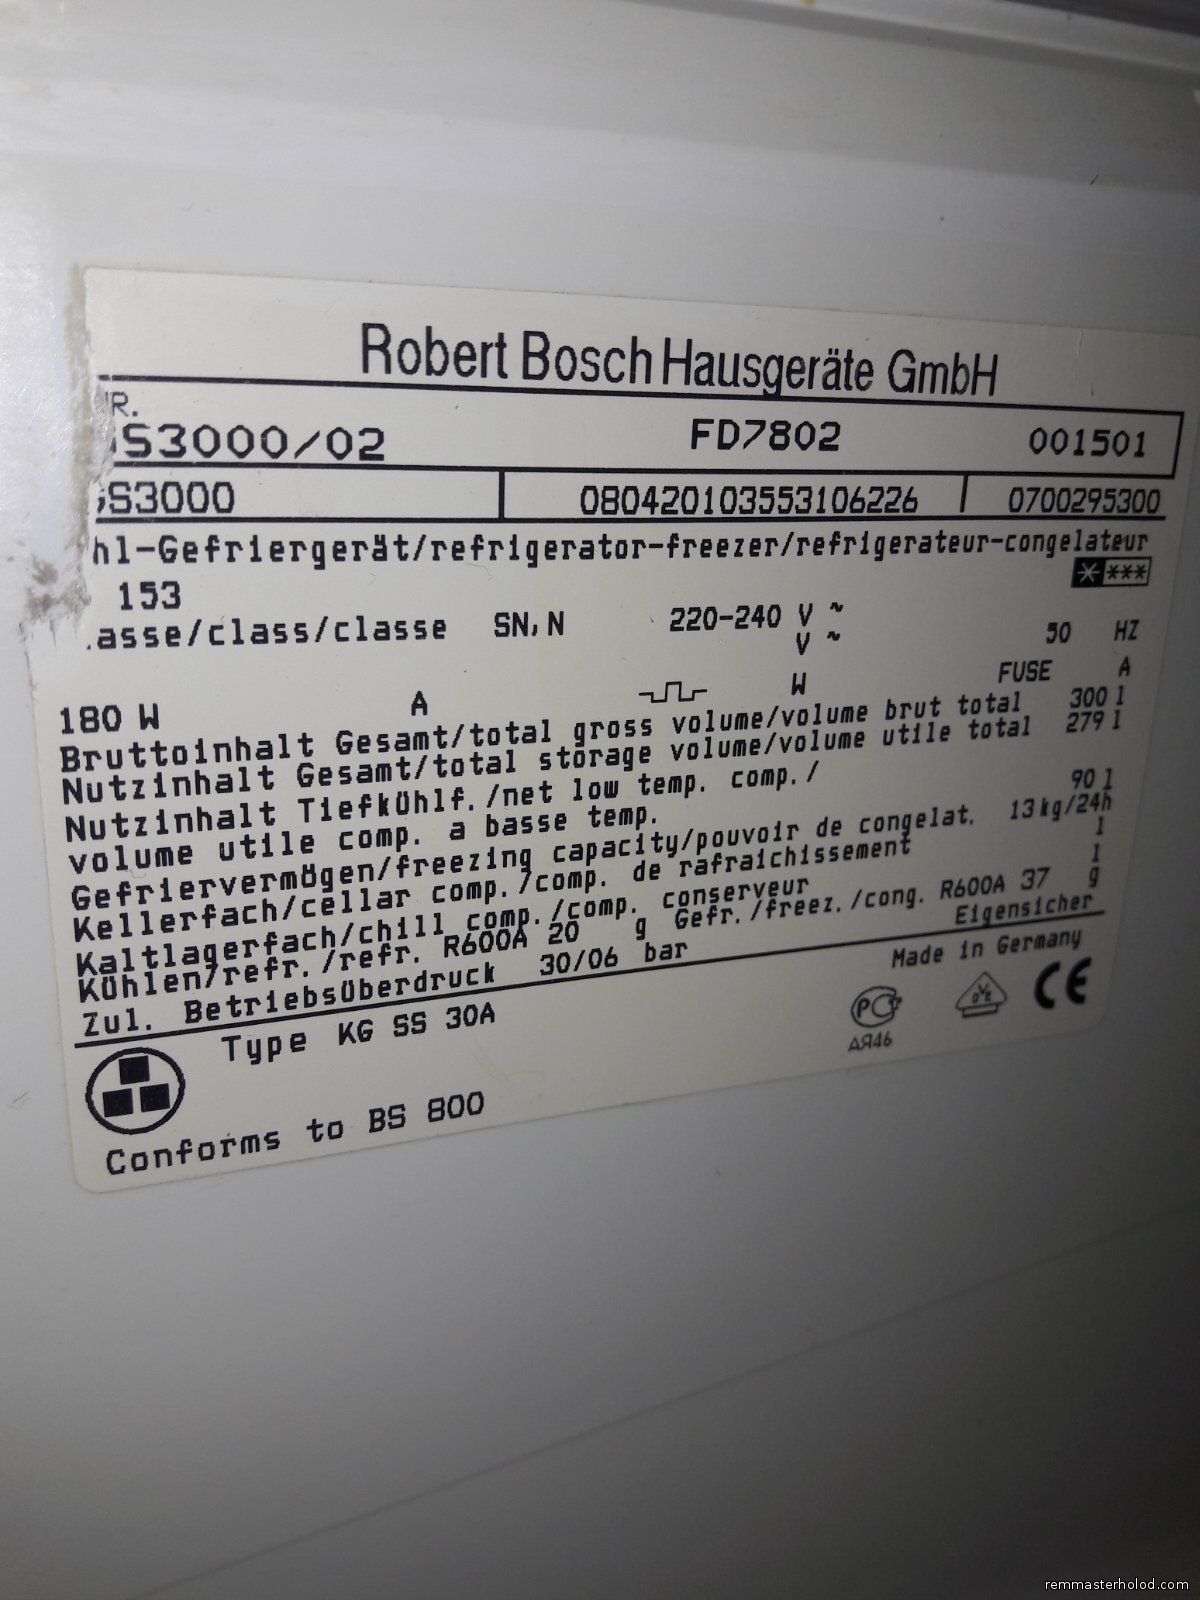 Robert Bosch Hausgeräte GmbH
R.
S3000/02 FD7802 001501
S3000 080420103553106226 0700295300
hl-Gefriergerät/refrigerator-freezer/refrigerateur-congelateur
153 * ***
asse/class/classe SN,N 220-240 V ~ 50 HZ
V ~
180 W A W FUSE A
Bruttoinhalt Gesamt/total gross volume/volume brut total 300 l
Nutzinhalt Gesamt/total storage volume/volume utile total 279 l
Nutzinhalt Tiefkühlf./net low temp. comp./
volume utile comp. a basse temp. 90 l
Gefriervermögen/freezing capacity/pouvoir de congelat. 13 kg/24h
Kellerfach/cellar comp./comp. de rafraichissement l
Kaltlagerfach/chill comp./comp. conserveur l
Kühlen/refr./refr. R600A 20 g Gefr./freez./cong. R600A 37 g
Zul. Betriebsüberdruck 30/06 bar Eigensicher
Type KG SS 30A Made in Germany
PC OVE CE
АЯ46
Conforms to BS 800
remmasterholod.com